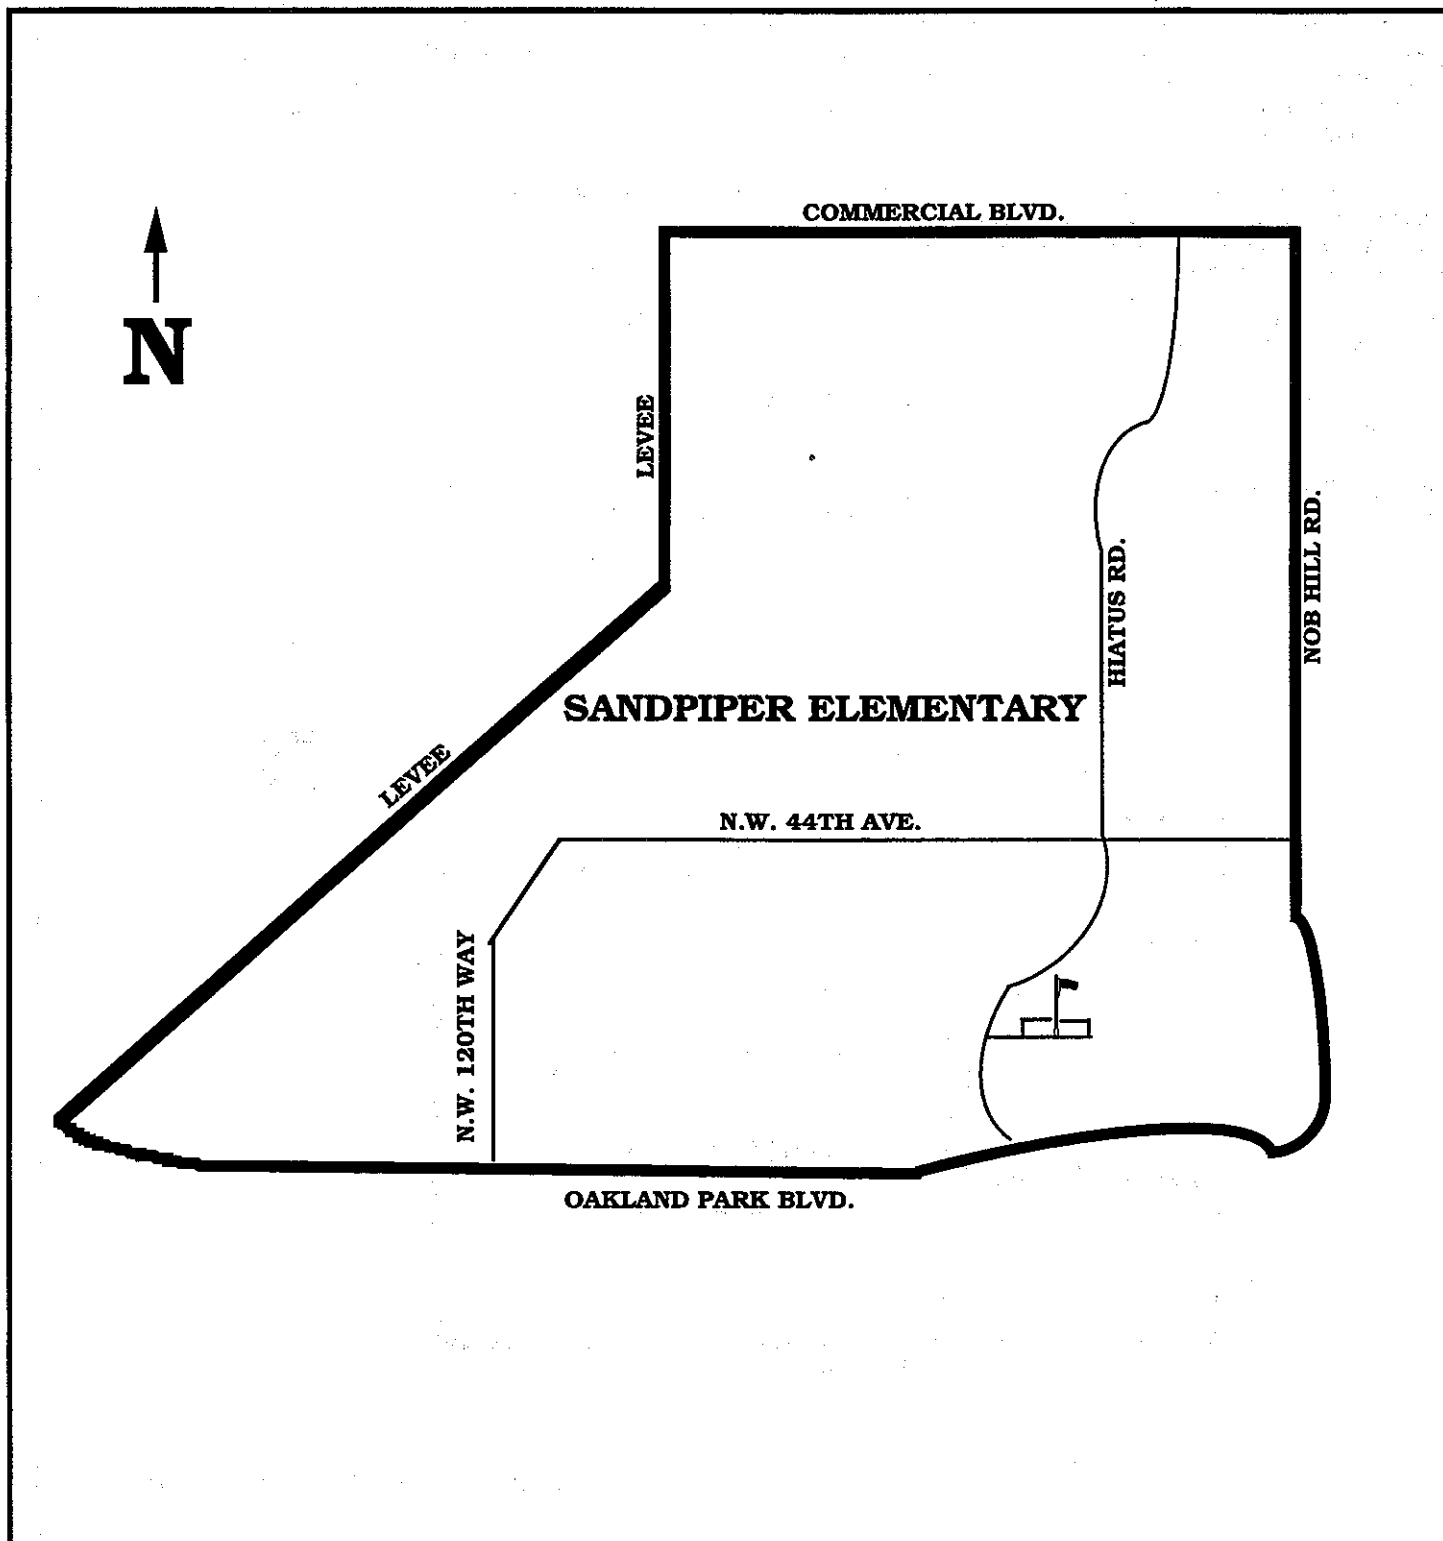 COMMERCIAL BLVD.
N
LEVEE
NOB HILL RD.
HIATUS RD.
SANDPIPER ELEMENTARY
LEVEE
N.W. 44TH AVE.
N.W. 120TH WAY
OAKLAND PARK BLVD.